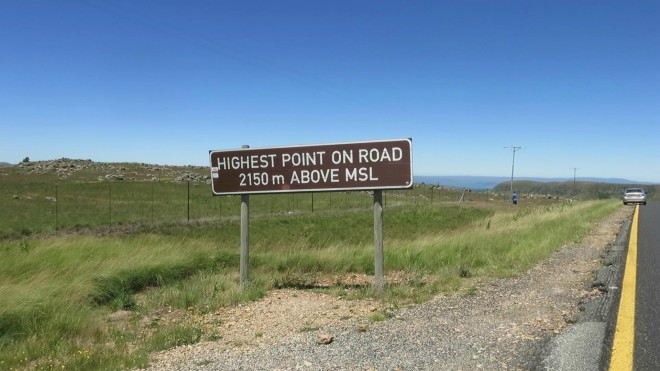 HIGHEST POINT ON ROAD
2150 m ABOVE MSL